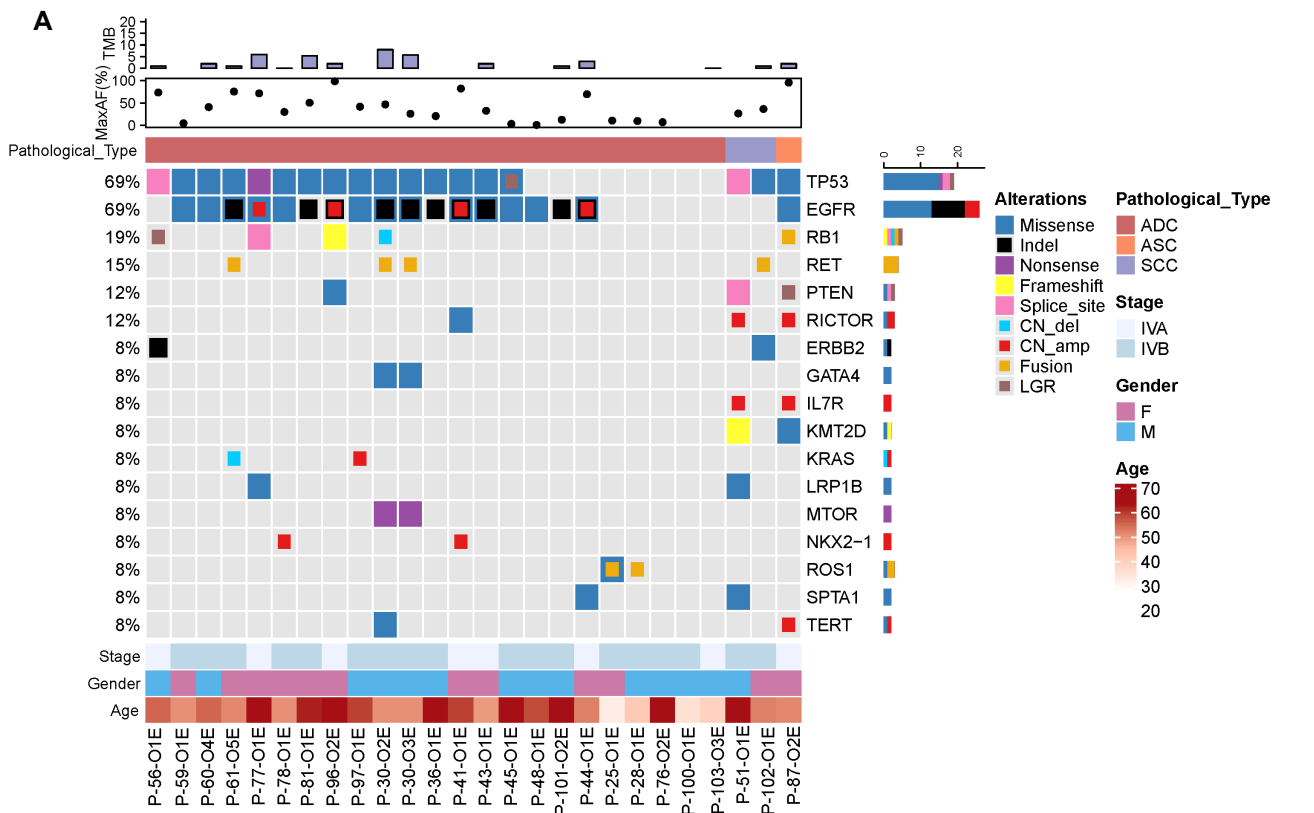 A
TMB
20
15
10
5
0
MaxAF(%)
100
50
0
Pathological_Type
0
10
20
69% TP53
69% EGFR
19% RB1
15% RET
12% PTEN
12% RICTOR
8% ERBB2
8% GATA4
8% IL7R
8% KMT2D
8% KRAS
8% LRP1B
8% MTOR
8% NKX2−1
8% ROS1
8% SPTA1
8% TERT
Stage
Gender
Age
P-56-O1E
P-59-O1E
P-60-O4E
P-61-O5E
P-77-O1E
P-78-O1E
P-81-O1E
P-96-O2E
P-97-O1E
P-30-O2E
P-30-O3E
P-36-O1E
P-41-O1E
P-43-O1E
P-45-O1E
P-48-O1E
P-101-O2E
P-44-O1E
P-25-O1E
P-28-O1E
P-76-O2E
P-100-O1E
P-103-O3E
P-51-O1E
P-102-O1E
P-87-O2E
Alterations
Missense
Indel
Nonsense
Frameshift
Splice_site
CN_del
CN_amp
Fusion
LGR
Pathological_Type
ADC
ASC
SCC
Stage
IVA
IVB
Gender
F
M
Age
70
60
50
40
30
20